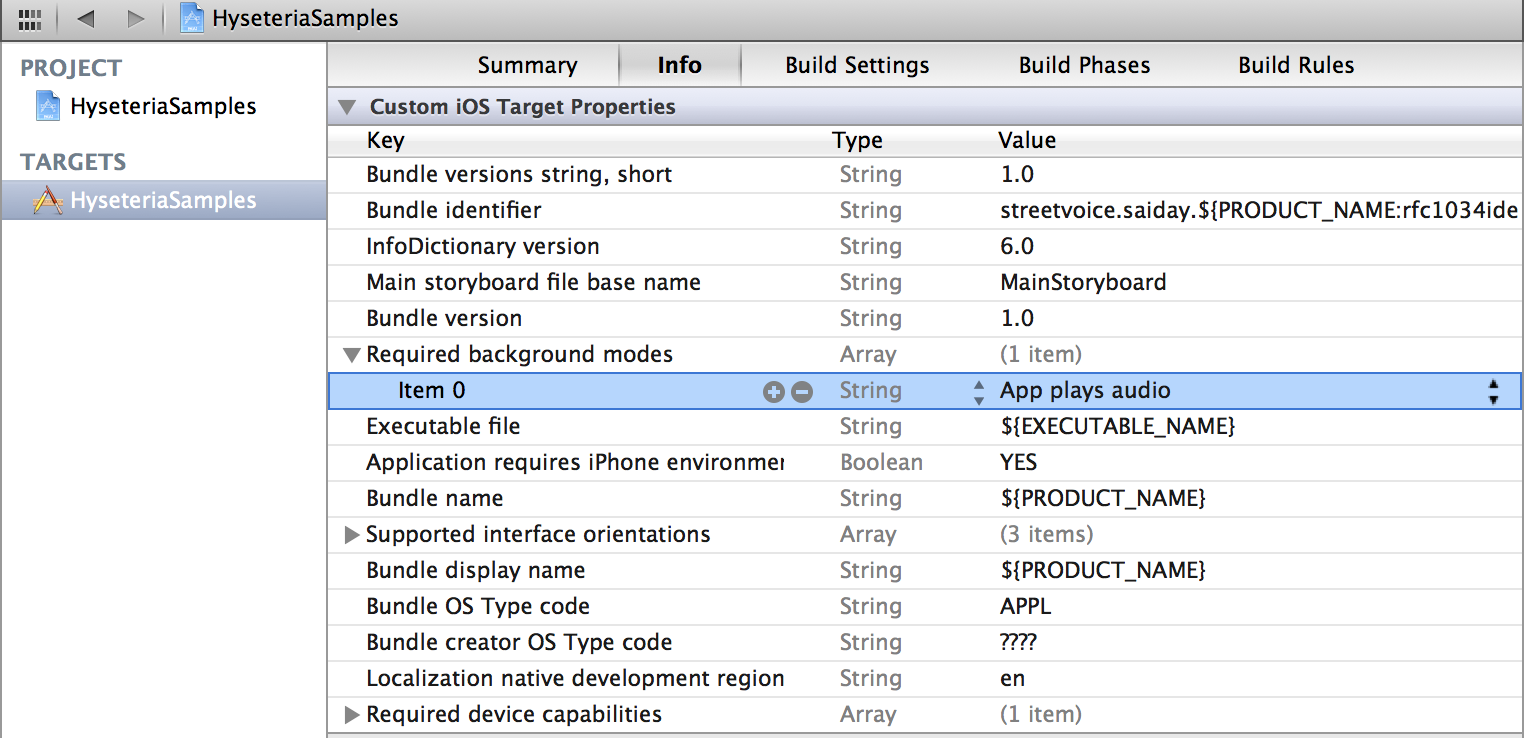 HyseteriaSamples
PROJECT
HyseteriaSamples
TARGETS
HyseteriaSamples
Summary Info Build Settings Build Phases Build Rules
Custom iOS Target Properties
Key Type Value
Bundle versions string, short String 1.0
Bundle identifier String streetvoice.saiday.${PRODUCT_NAME:rfc1034ide
InfoDictionary version String 6.0
Main storyboard file base name String MainStoryboard
Bundle version String 1.0
Required background modes Array (1 item)
Item 0 String App plays audio
Executable file String ${EXECUTABLE_NAME}
Application requires iPhone environmer Boolean YES
Bundle name String ${PRODUCT_NAME}
Supported interface orientations Array (3 items)
Bundle display name String ${PRODUCT_NAME}
Bundle OS Type code String APPL
Bundle creator OS Type code String ????
Localization native development region String en
Required device capabilities Array (1 item)